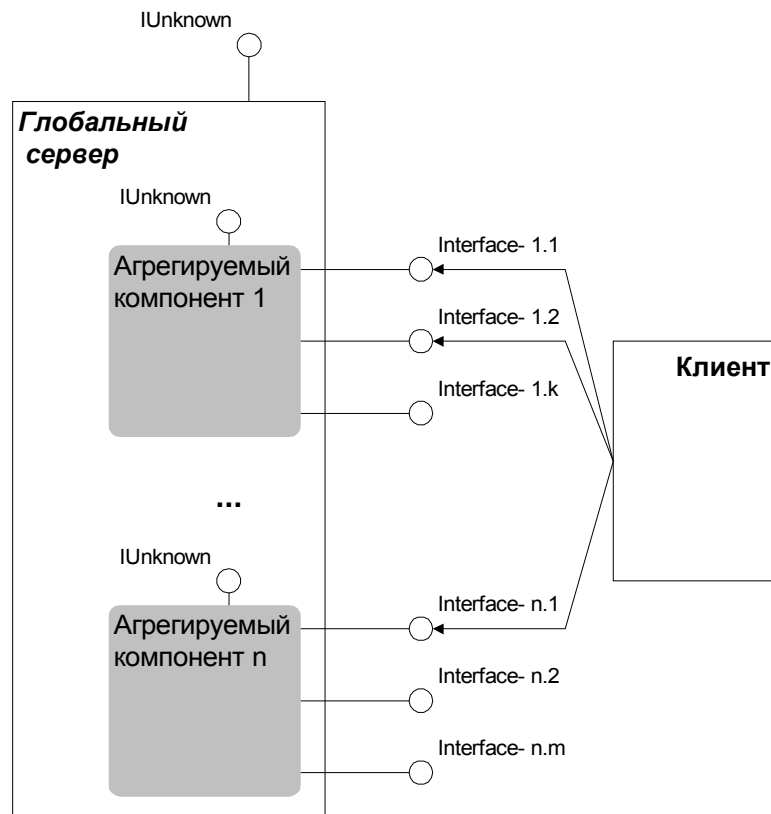 IUnknown
Глобальный
сервер
IUnknown
Агрегируемый
компонент 1
Interface- 1.1
Interface- 1.2
Interface- 1.k
Клиент
...
IUnknown
Агрегируемый
компонент n
Interface- n.1
Interface- n.2
Interface- n.m